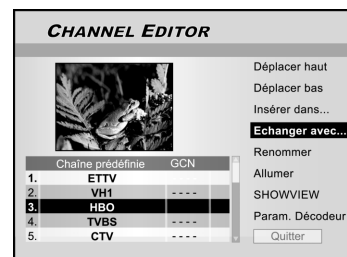 CHANNEL EDITOR
Déplacer haut
Déplacer bas
Insérer dans...
Echanger avec...
Renommer
Allumer
SHOWVIEW
Param. Décodeur
Quitter
Chaîne prédéfinie GCN
1. ETTV
2. VH1 - - - -
3. HBO
4. TVBS - - - -
5. CTV - - - -